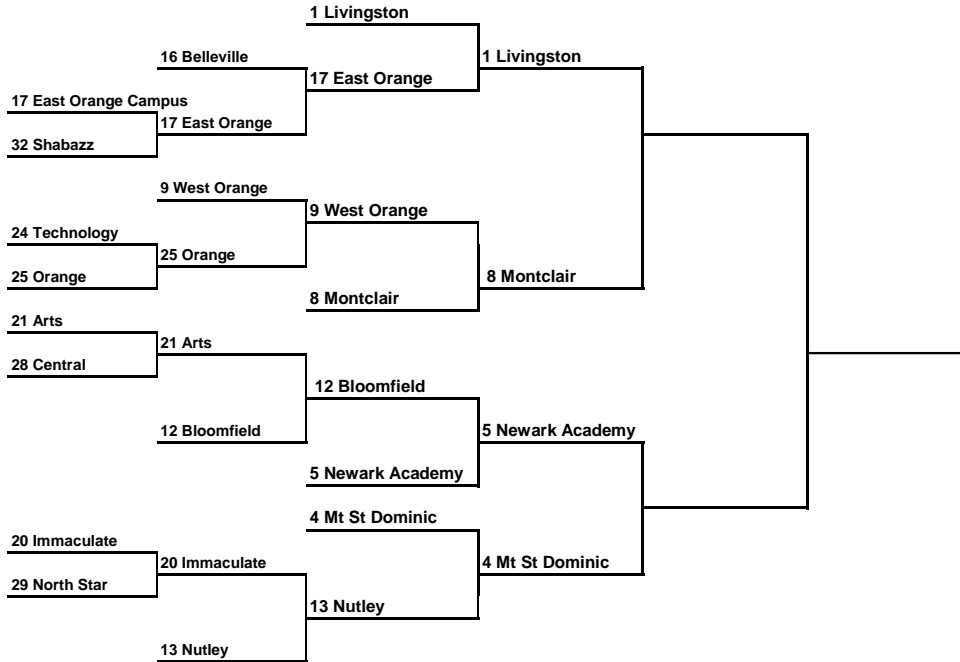 1 Livingston
16 Belleville
1 Livingston
17 East Orange
17 East Orange Campus
17 East Orange
32 Shabazz
9 West Orange
9 West Orange
24 Technology
25 Orange
25 Orange
8 Montclair
8 Montclair
21 Arts
21 Arts
28 Central
12 Bloomfield
12 Bloomfield
5 Newark Academy
5 Newark Academy
4 Mt St Dominic
20 Immaculate
20 Immaculate
4 Mt St Dominic
29 North Star
13 Nutley
13 Nutley